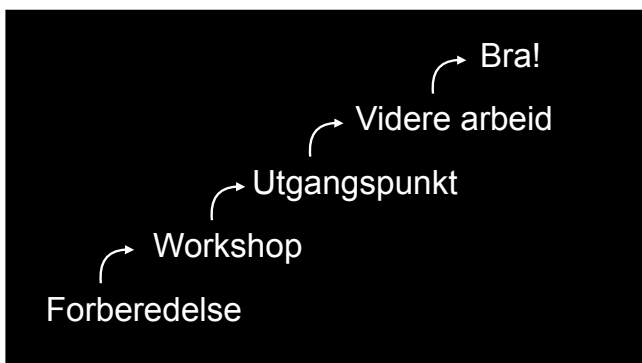 Bra!
Videre arbeid
Utgangspunkt
Workshop
Forberedelse